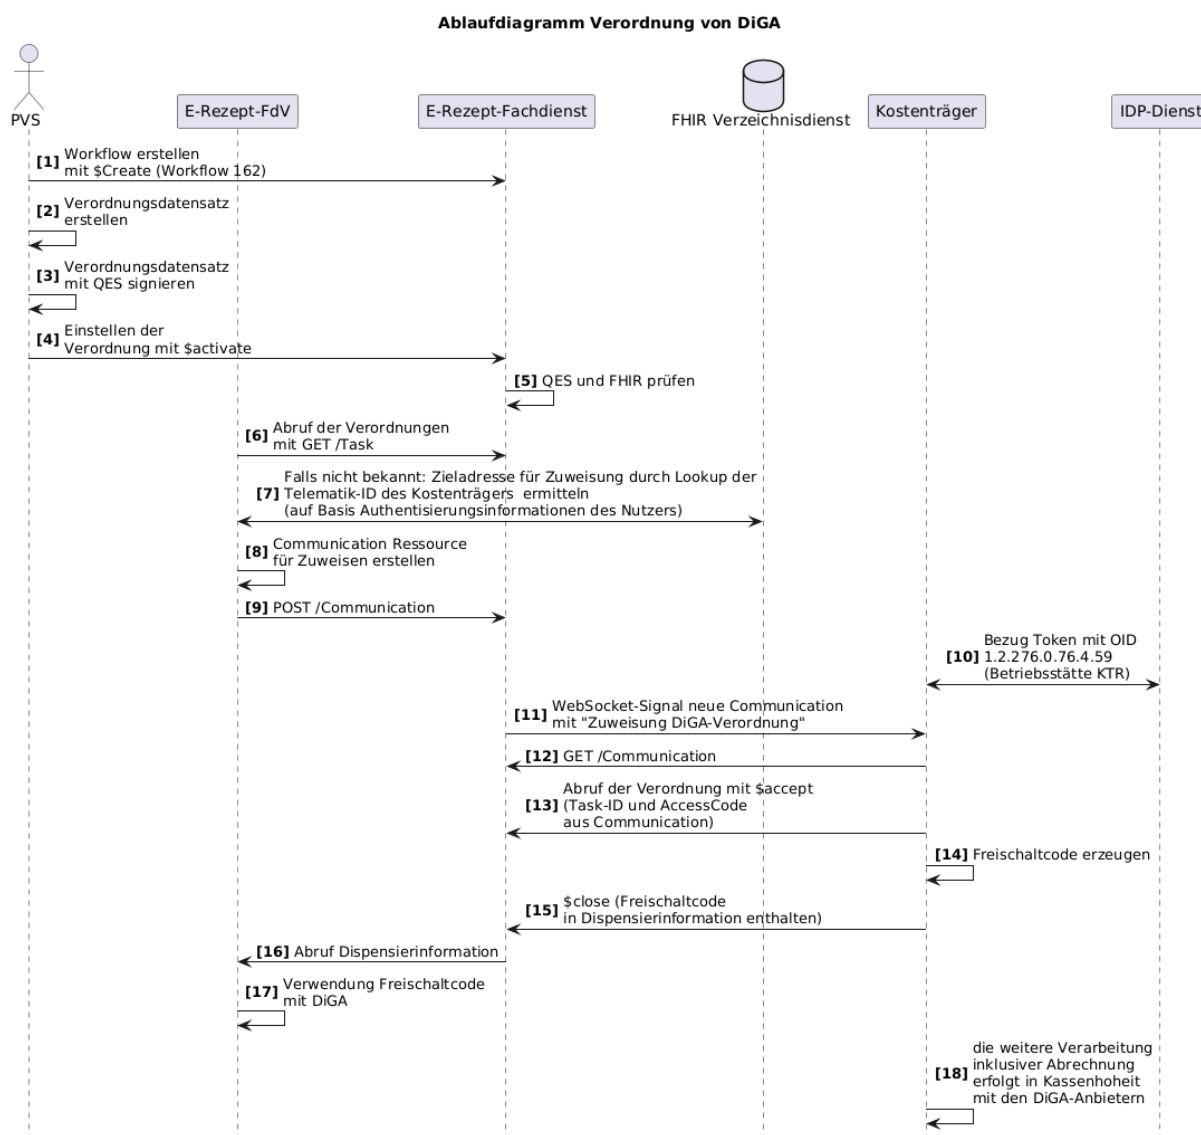 Ablaufdiagramm Verordnung von DiGA
PVS
E-Rezept-FdV
E-Rezept-Fachdienst
FHIR Verzeichnisdienst
Kostenträger
IDP-Dienst
[1] Workflow erstellen
mit $Create (Workflow 162)
[2] Verordnungsdatensatz
erstellen
[3] Verordnungsdatensatz
mit QES signieren
[4] Einstellen der
Verordnung mit $activate
[5] QES und FHIR prüfen
[6] Abruf der Verordnungen
mit GET /Task
Falls nicht bekannt: Zieladresse für Zuweisung durch Lookup der
[7] Telematik-ID des Kostenträgers ermitteln
(auf Basis Authentisierungsinformationen des Nutzers)
[8] Communication Ressource
für Zuweisen erstellen
[9] POST /Communication
Bezug Token mit OID
[10] 1.2.276.0.76.4.59
(Betriebsstätte KTR)
[11] WebSocket-Signal neue Communication
mit "Zuweisung DiGA-Verordnung"
[12] GET /Communication
Abruf der Verordnung mit $accept
[13] (Task-ID und AccessCode
aus Communication)
[14] Freischaltcode erzeugen
[15] $close (Freischaltcode
in Dispensierinformation enthalten)
[16] Abruf Dispensierinformation
[17] Verwendung Freischaltcode
mit DiGA
die weitere Verarbeitung
inklusiver Abrechnung
[18] erfolgt in Kassenhoheit
mit den DiGA-Anbietern